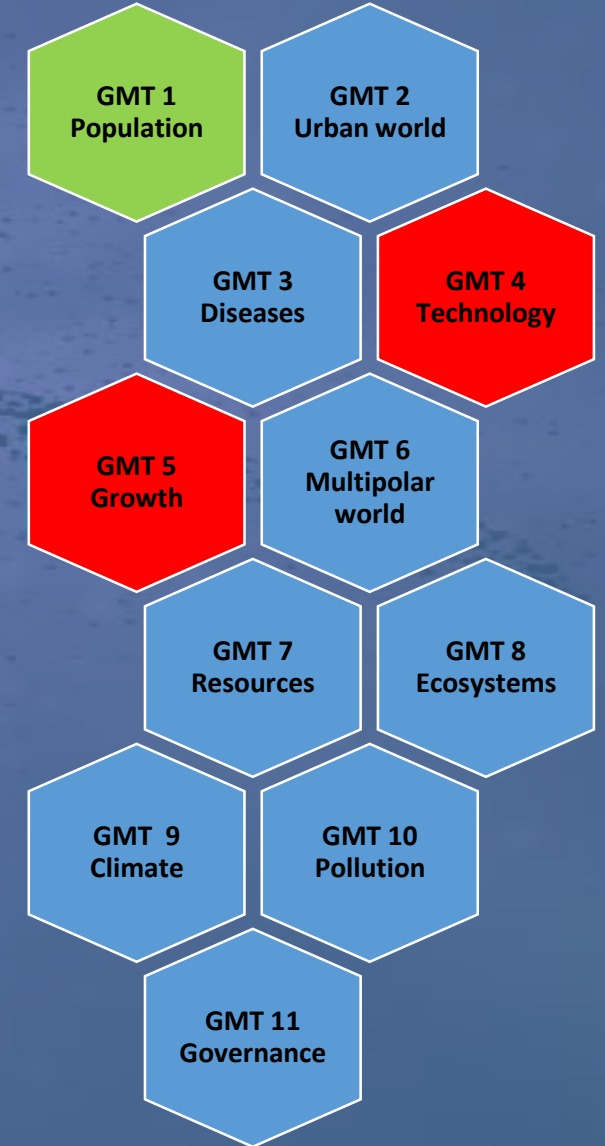 GMT 1
Population
GMT 2
Urban world
GMT 3
Diseases
GMT 4
Technology
GMT 5
Growth
GMT 6
Multipolar
world
GMT 7
Resources
GMT 8
Ecosystems
GMT 9
Climate
GMT 10
Pollution
GMT 11
Governance